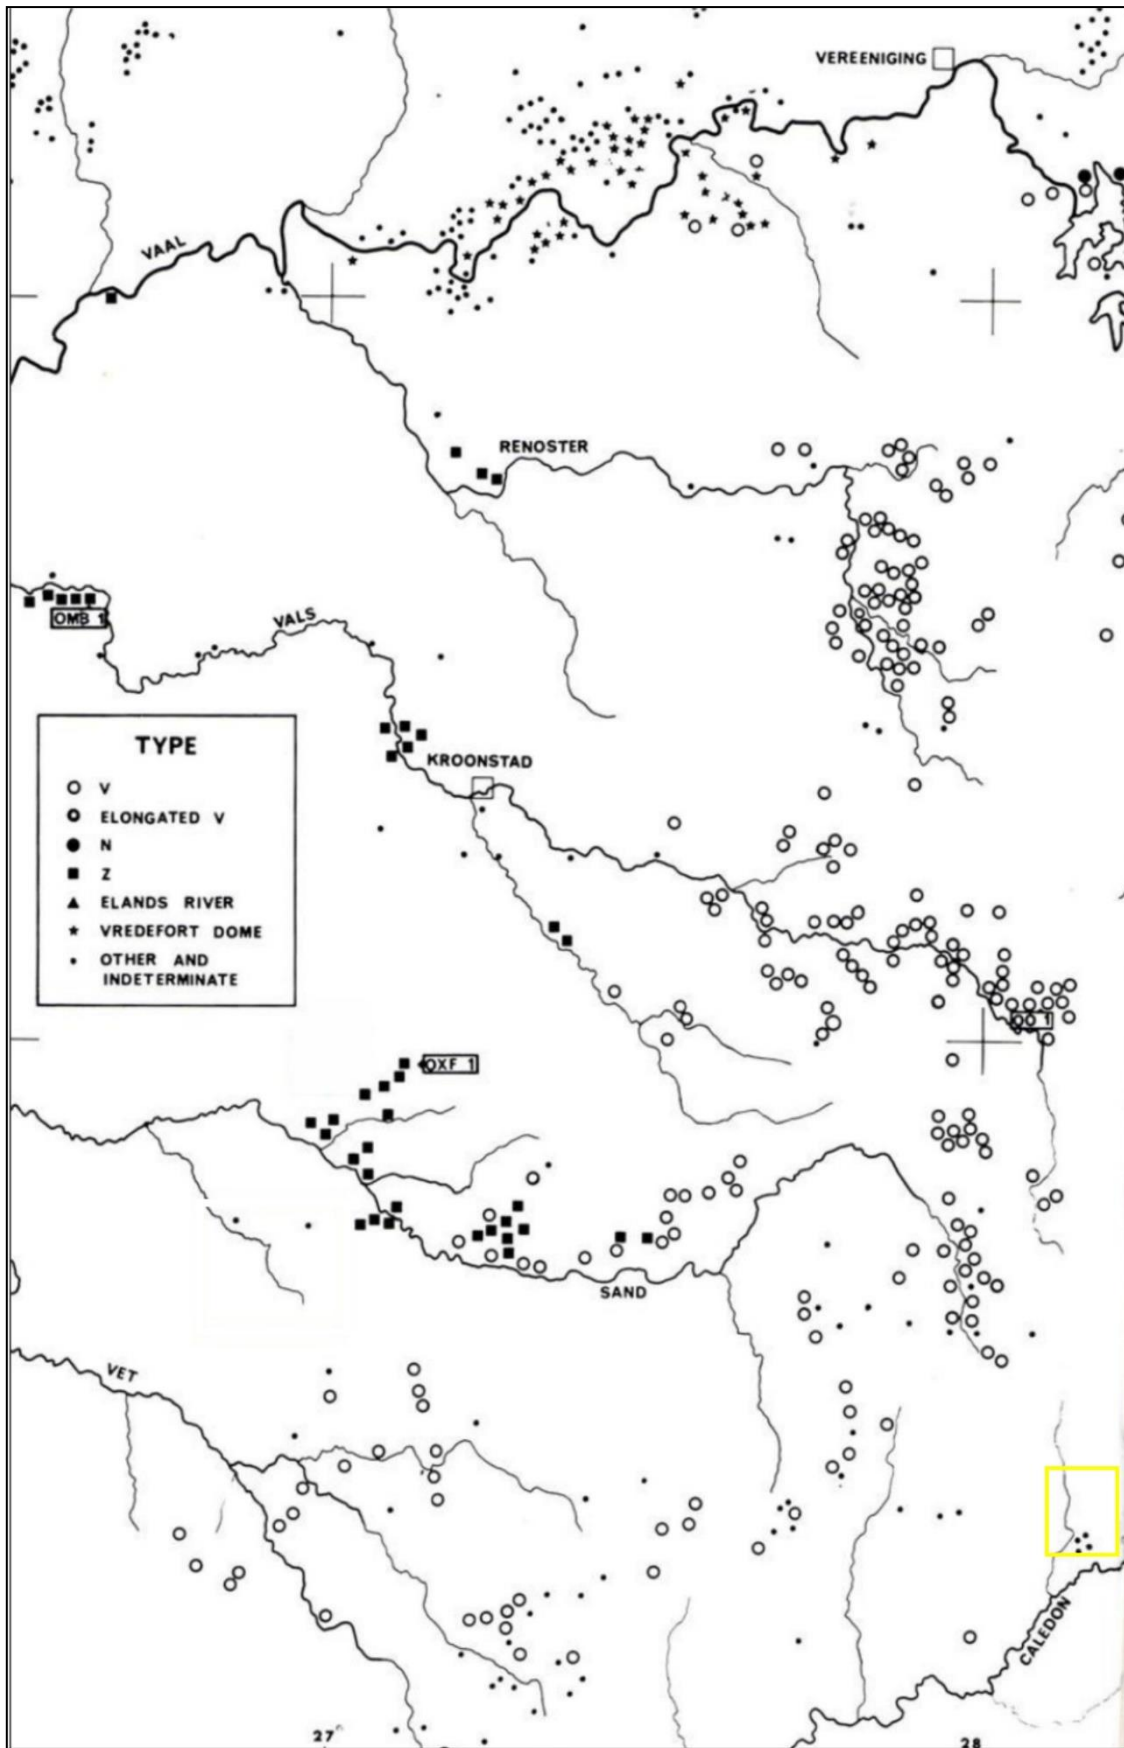 VEREENIGING
VAAL
RENOSTER
OMB 1
VALS
TYPE
V
ELONGATED V
N
Z
ELANDS RIVER
VREDEFORT DOME
OTHER AND
INDETERMINATE
KROONSTAD
OO 1
OXF 1
SAND
VET
CALEDON
27°
28